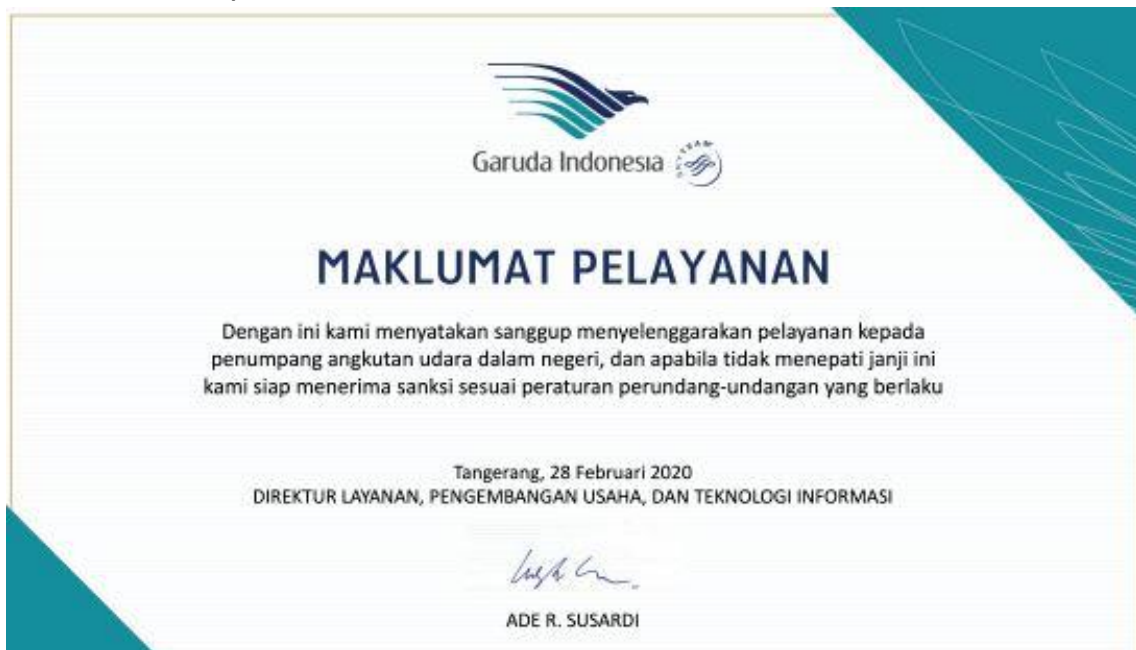 Garuda Indonesia
SKYTEAM
MAKLUMAT PELAYANAN
Dengan ini kami menyatakan sanggup menyelenggarakan pelayanan kepada
penumpang angkutan udara dalam negeri, dan apabila tidak menepati janji ini
kami siap menerima sanksi sesuai peraturan perundang-undangan yang berlaku
Tangerang, 28 Februari 2020
DIREKTUR LAYANAN, PENGEMBANGAN USAHA, DAN TEKNOLOGI INFORMASI
ADE R. SUSARDI